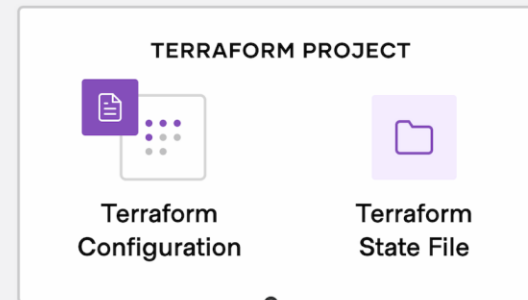 TERRAFORM PROJECT
Terraform
Configuration
Terraform
State File